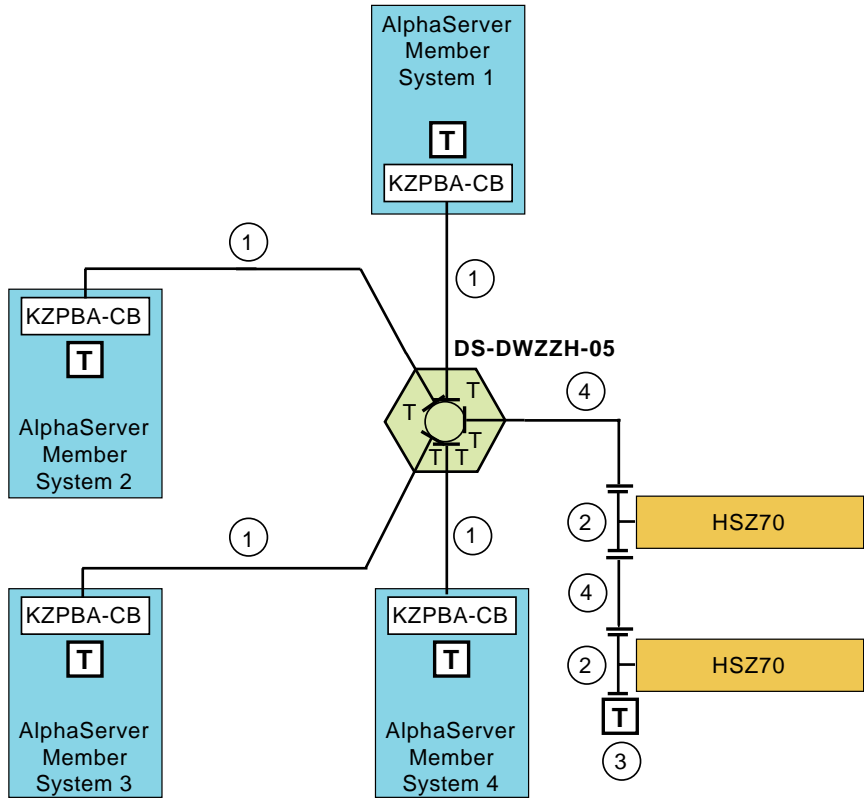 AlphaServer
Member
System 1
T
KZPBA-CB
1
1
KZPBA-CB
T
AlphaServer
Member
System 2
DS-DWZZH-05
T
T
T
T
T
4
2
HSZ70
4
2
HSZ70
T
3
1
KZPBA-CB
T
AlphaServer
Member
System 3
1
KZPBA-CB
T
AlphaServer
Member
System 4